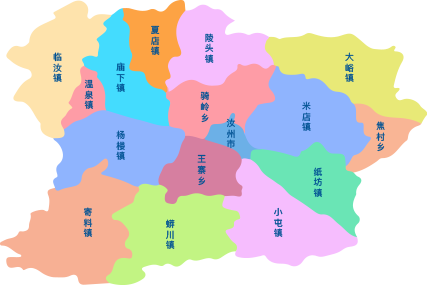 夏店镇
陵头镇
临汝镇
庙下镇
大峪镇
温泉镇
骑岭乡
米店镇
汝州市
焦村乡
杨楼镇
王寨乡
纸坊镇
寄料镇
蟒川镇
小屯镇